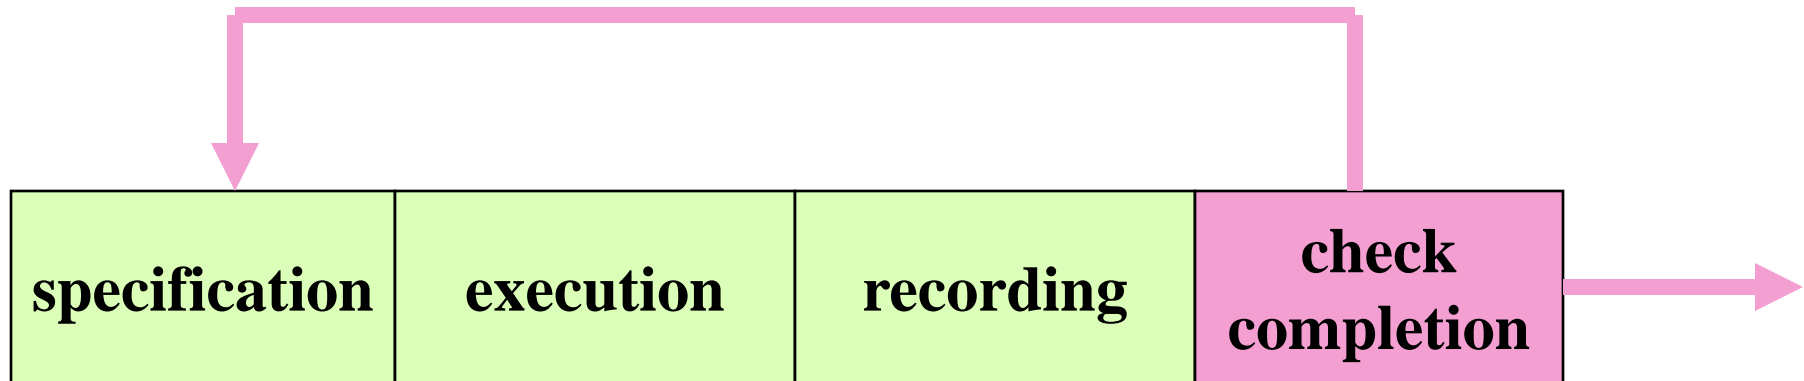 specification
execution
recording
check
completion